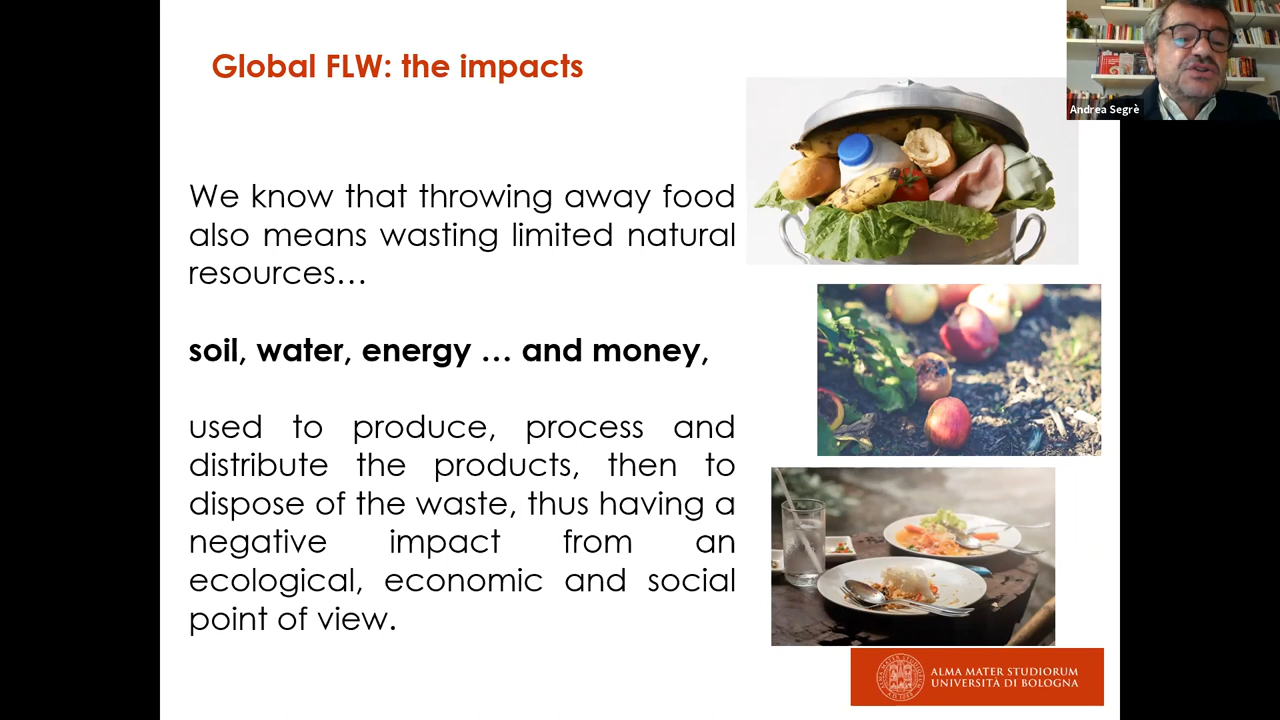 Global FLW: the impacts
Andrea Segrè
We know that throwing away food
also means wasting limited natural
resources…
soil, water, energy … and money,
used to produce, process and
distribute the products, then to
dispose of the waste, thus having a
negative impact from an
ecological, economic and social
point of view.
ALMA MATER STUDIORUM
UNIVERSITÀ DI BOLOGNA